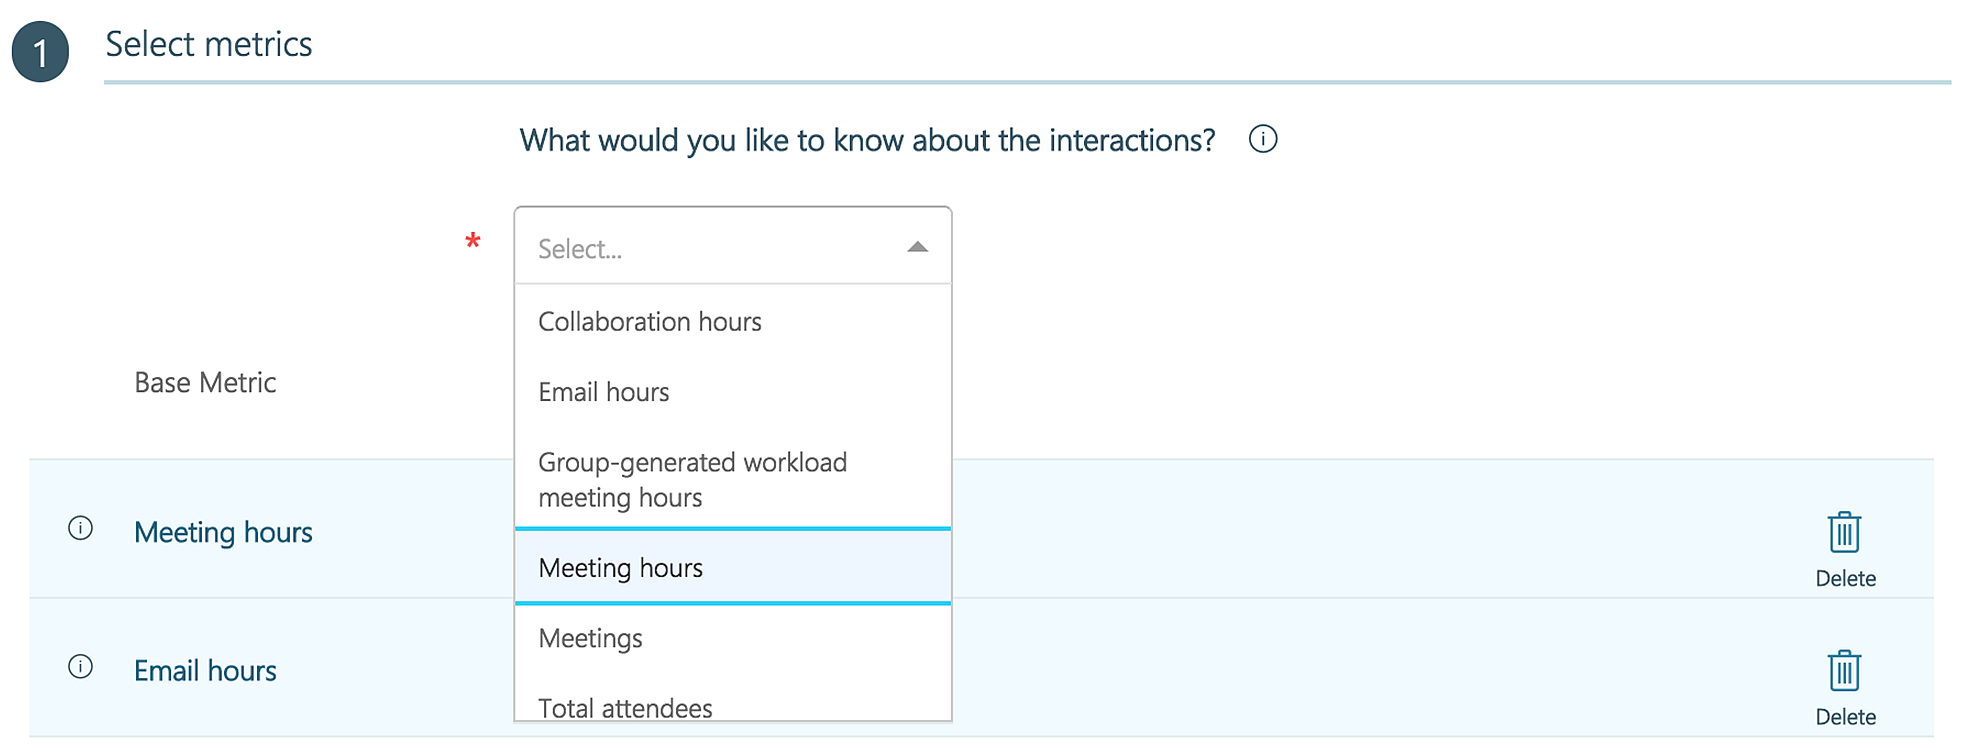 1 Select metrics
What would you like to know about the interactions? i
* Select...
Collaboration hours
Base Metric
Email hours
Group-generated workload
meeting hours
i Meeting hours
Meeting hours
Delete
Meetings
i Email hours
Total attendees
Delete